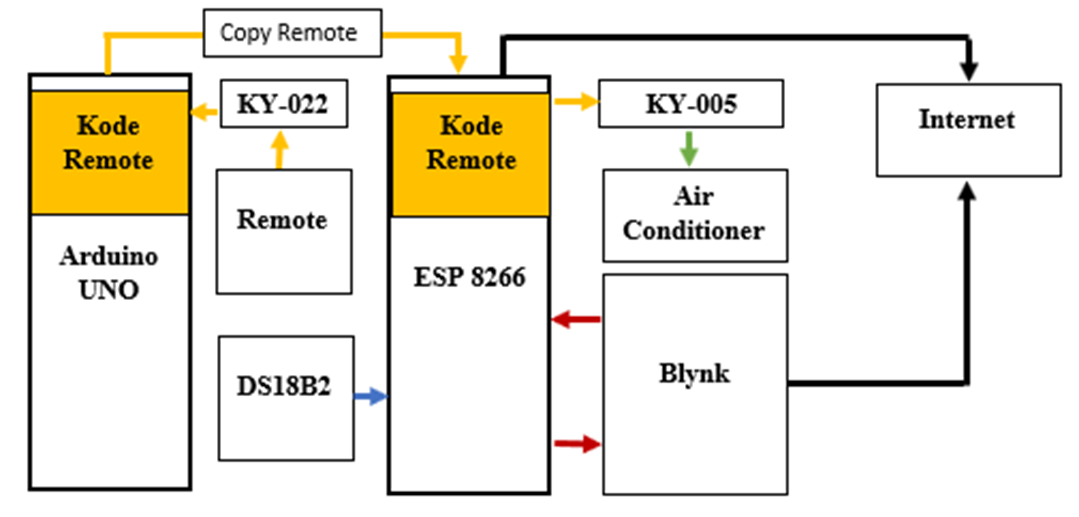 Copy Remote
Kode
Remote
Arduino
UNO
KY-022
Remote
DS18B2
Kode
Remote
ESP 8266
KY-005
Air
Conditioner
Blynk
Internet